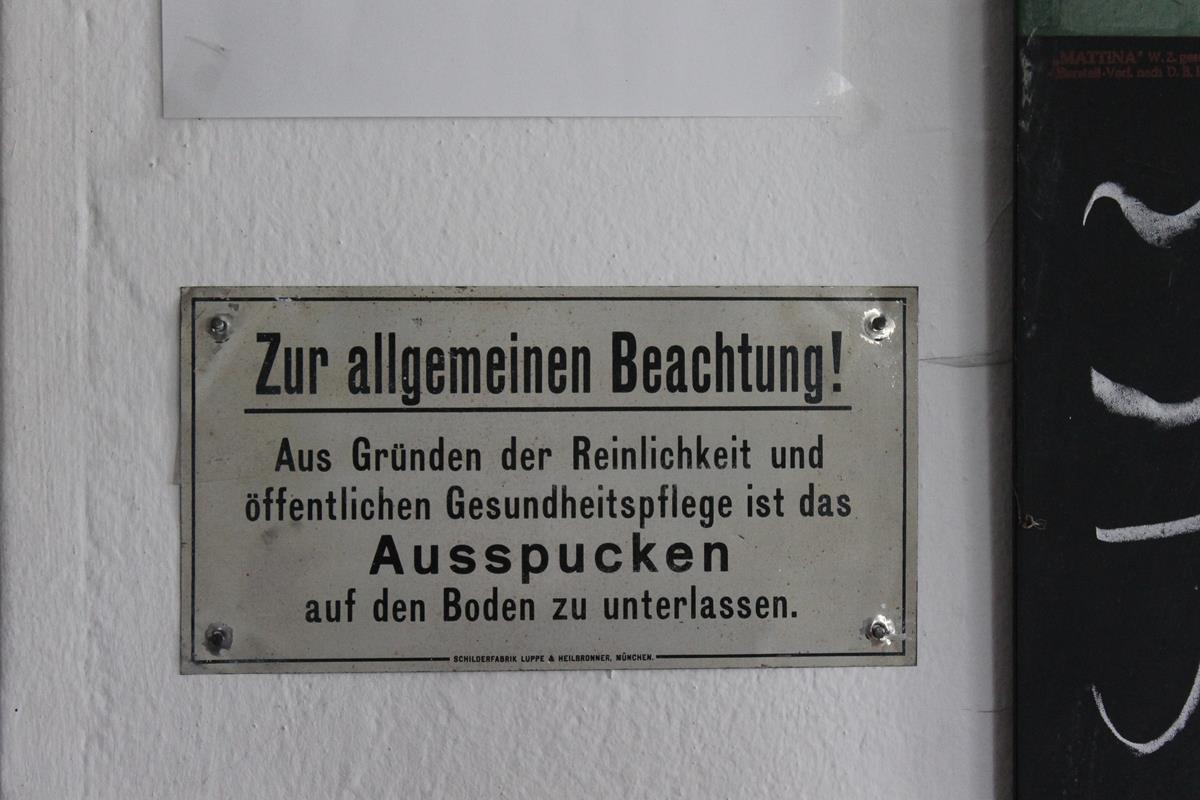 „MATTINA" W. Z. 
Zur allgemeinen Beachtung!
Aus Gründen der Reinlichkeit und
öffentlichen Gesundheitspflege ist das
Ausspucken
auf den Boden zu unterlassen.
SCHILDERFABRIK LUPPE & HEILBRONNER, MÜNCHEN.